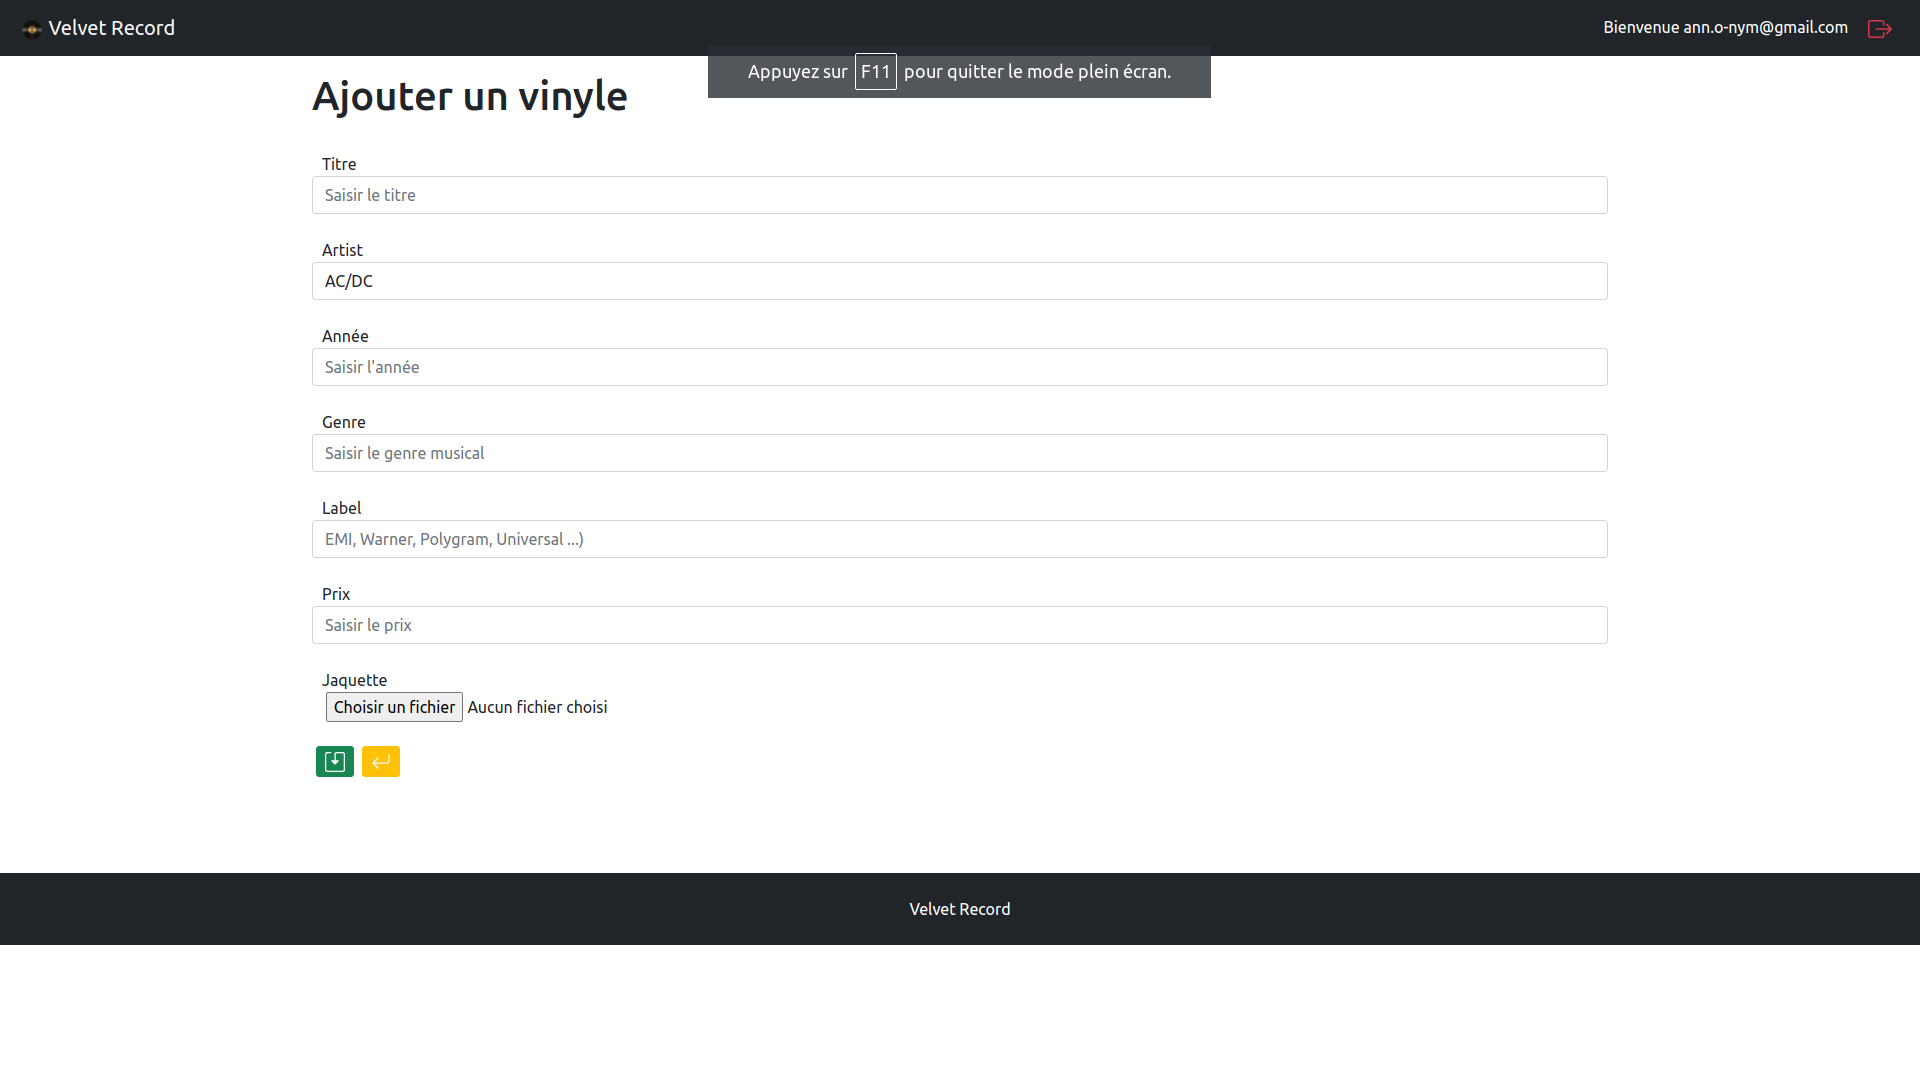 Velvet Record
Bienvenue ann.o-nym@gmail.com
Appuyez sur F11 pour quitter le mode plein écran.
Ajouter un vinyle
Titre
Saisir le titre
Artist
AC/DC
Année
Saisir l'année
Genre
Saisir le genre musical
Label
EMI, Warner, Polygram, Universal ...)
Prix
Saisir le prix
Jaquette
Choisir un fichier Aucun fichier choisi
Velvet Record